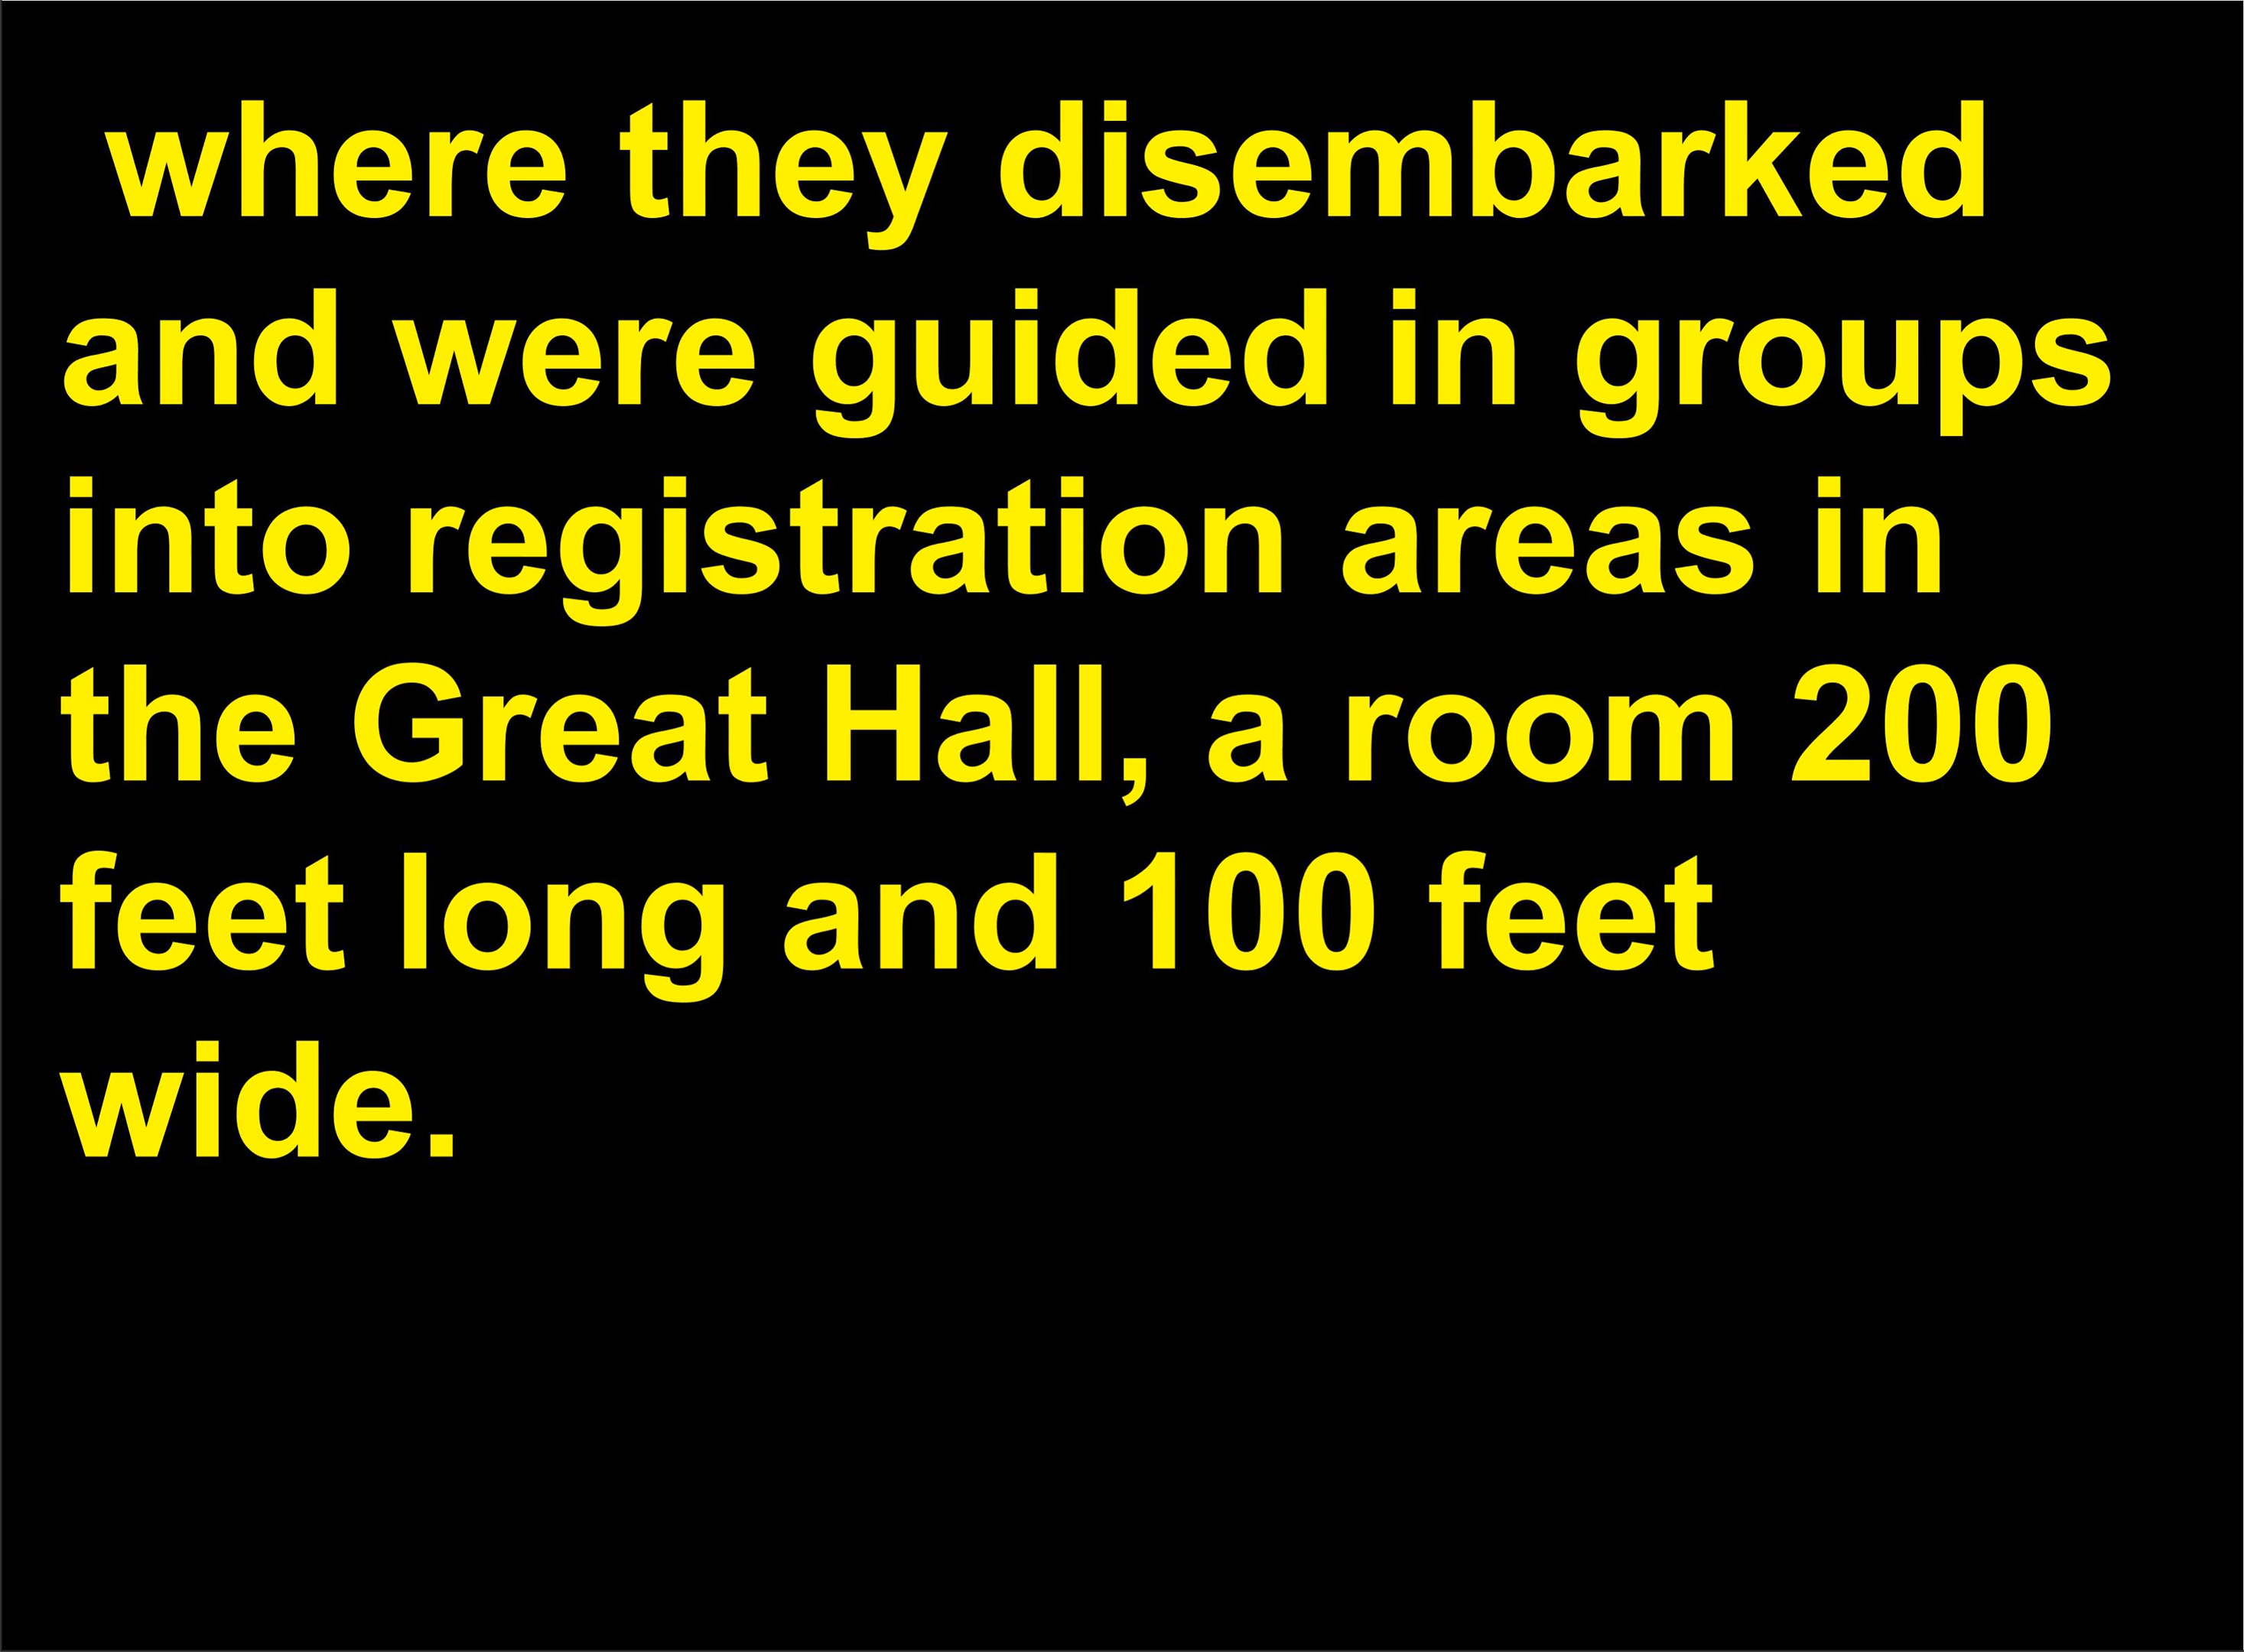 where they disembarked
and were guided in groups
into registration areas in
the Great Hall, a room 200
feet long and 100 feet
wide.